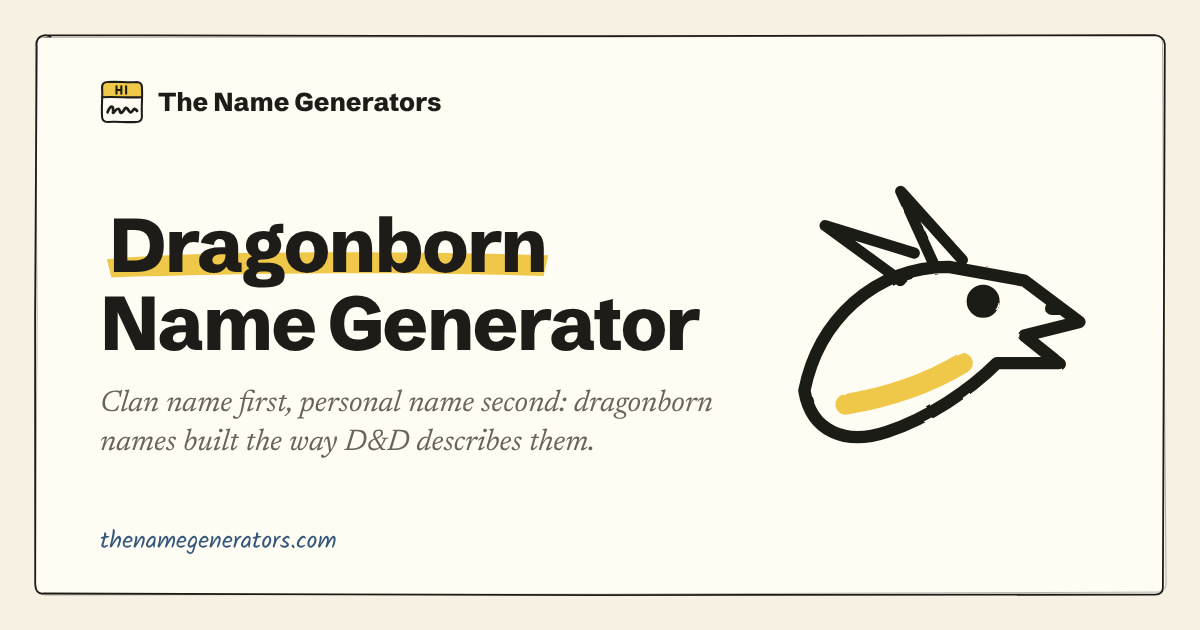 HI
The Name Generators
Dragonborn
Name Generator
Clan name first, personal name second: dragonborn
names built the way D&D describes them.
thenamegenerators.com